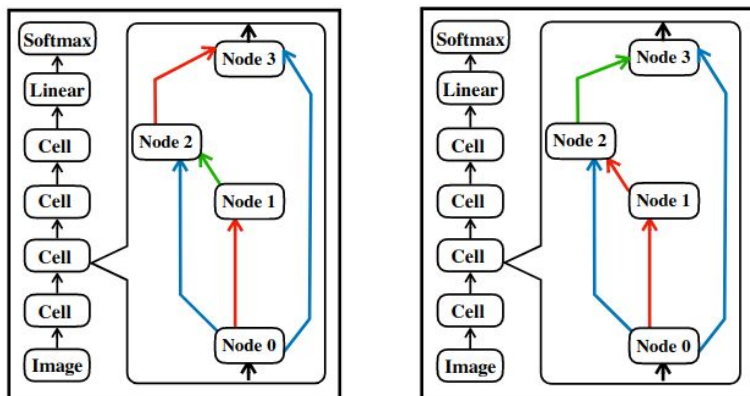 Softmax
Linear
Cell
Cell
Cell
Cell
Image
Node 3
Node 2
Node 1
Node 0
Softmax
Linear
Cell
Cell
Cell
Cell
Image
Node 3
Node 2
Node 1
Node 0